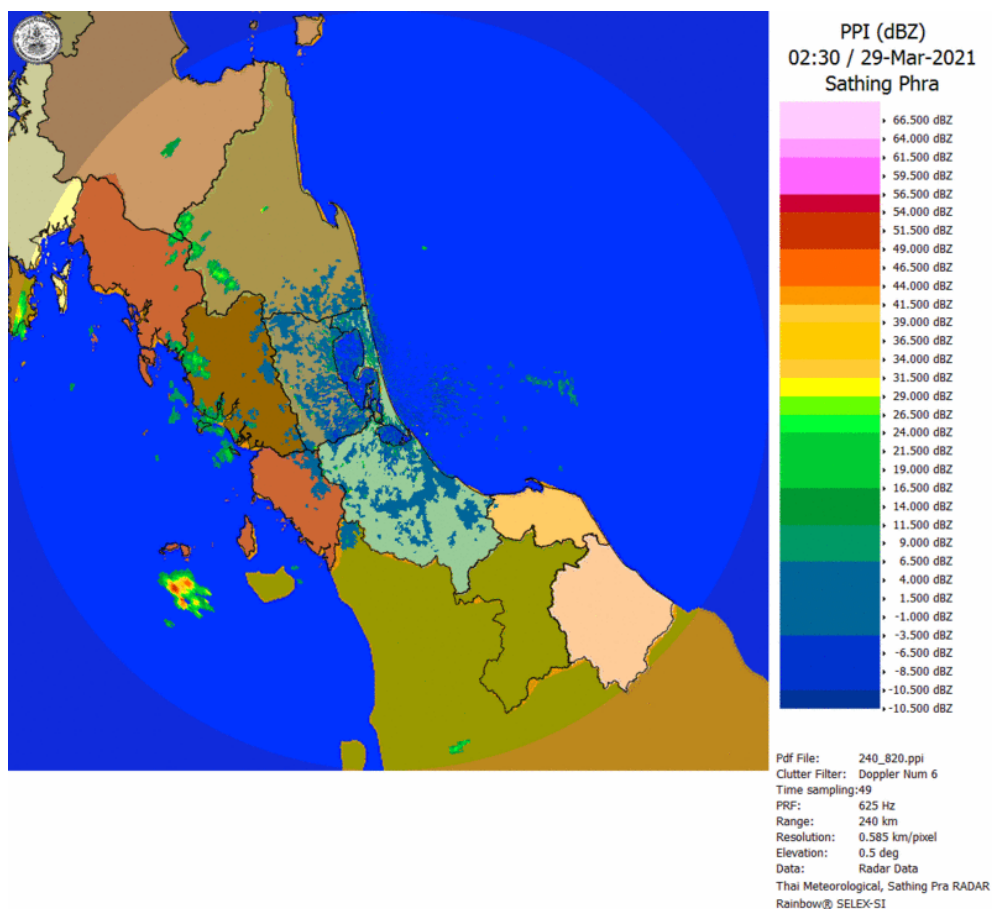 PPI (dBZ)
02:30 / 29-Mar-2021
Sathing Phra
66.500 dBZ
64.000 dBZ
61.500 dBZ
59.500 dBZ
56.500 dBZ
54.000 dBZ
51.500 dBZ
49.000 dBZ
46.500 dBZ
44.000 dBZ
41.500 dBZ
39.000 dBZ
36.500 dBZ
34.000 dBZ
31.500 dBZ
29.000 dBZ
26.500 dBZ
24.000 dBZ
21.500 dBZ
19.000 dBZ
16.500 dBZ
14.000 dBZ
11.500 dBZ
9.000 dBZ
6.500 dBZ
4.000 dBZ
1.500 dBZ
-1.000 dBZ
-3.500 dBZ
-6.500 dBZ
-8.500 dBZ
-10.500 dBZ
-10.500 dBZ
Pdf File: 240_820.ppi
Clutter Filter: Doppler Num 6
Time sampling:49
PRF: 625 Hz
Range: 240 km
Resolution: 0.585 km/pixel
Elevation: 0.5 deg
Data: Radar Data
Thai Meteorological, Sathing Pra RADAR
Rainbow® SELEX-SI